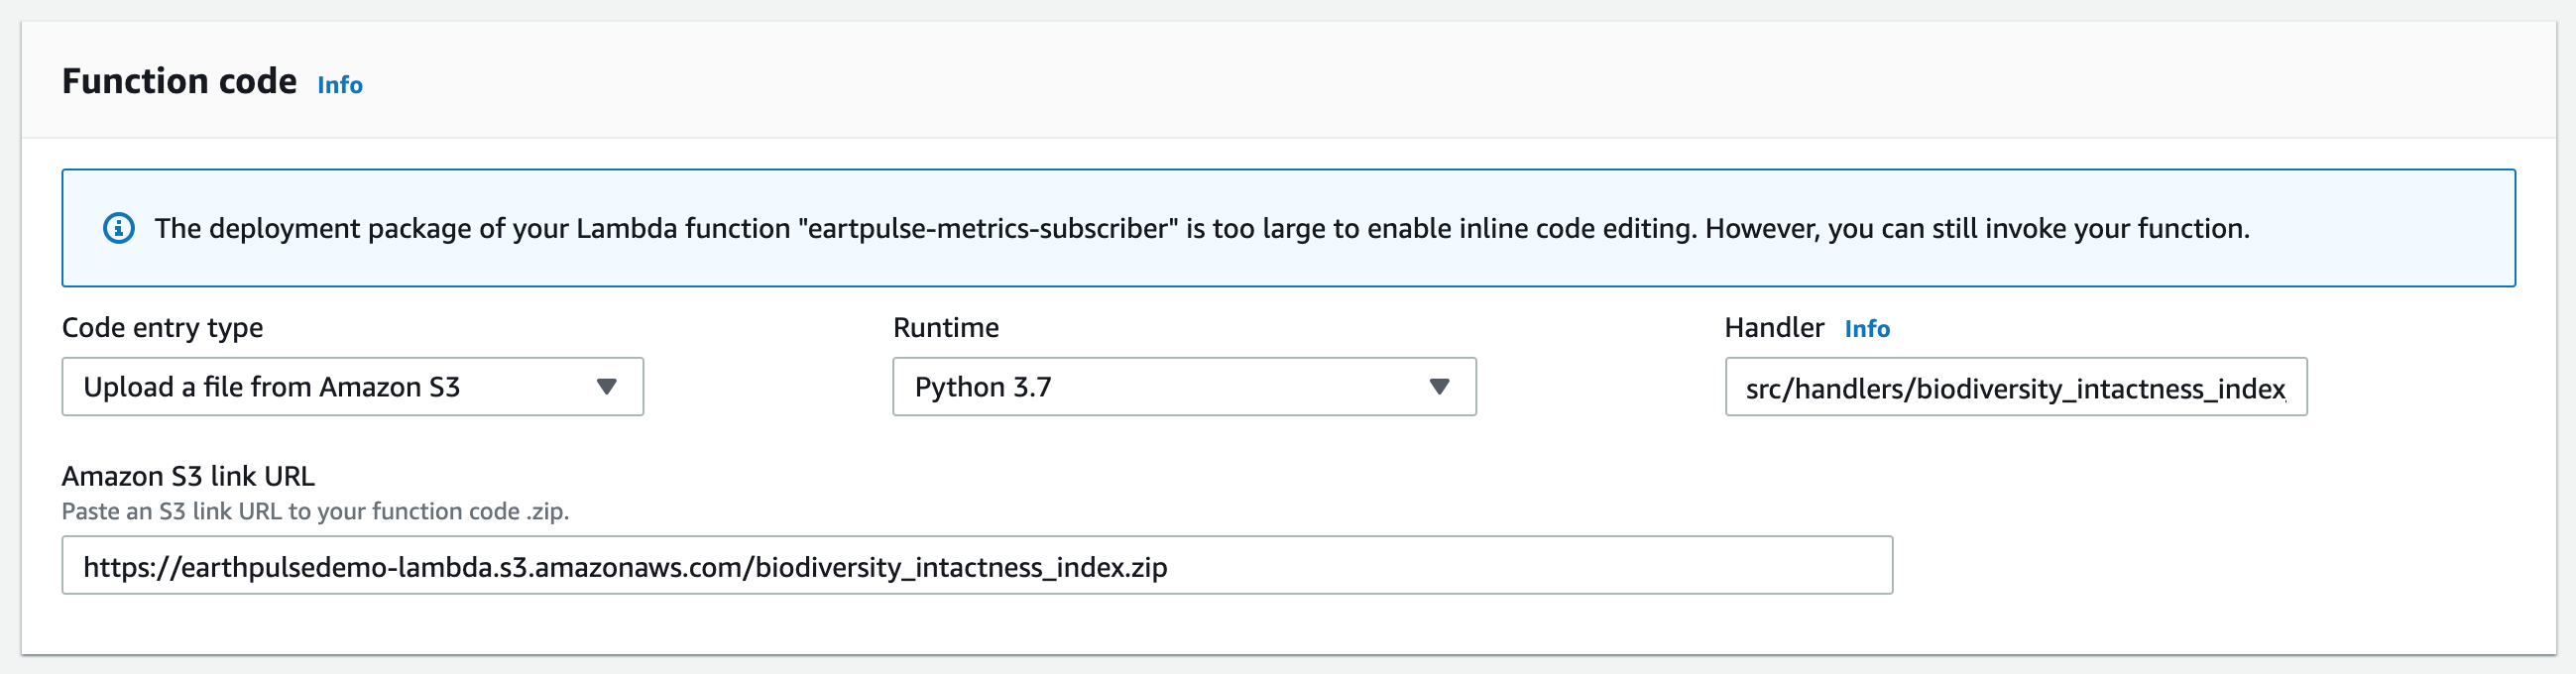 Function code Info
The deployment package of your Lambda function "eartpulse-metrics-subscriber" is too large to enable inline code editing. However, you can still invoke your function.
Code entry type Runtime Handler Info
Upload a file from Amazon S3 Python 3.7 src/handlers/biodiversity_intactness_index
Amazon S3 link URL
Paste an S3 link URL to your function code .zip.
https://earthpulsedemo-lambda.s3.amazonaws.com/biodiversity_intactness_index.zip